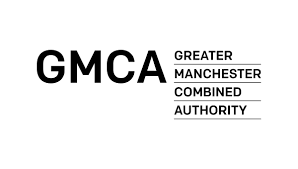 GMCA
GREATER
MANCHESTER
COMBINED
AUTHORITY